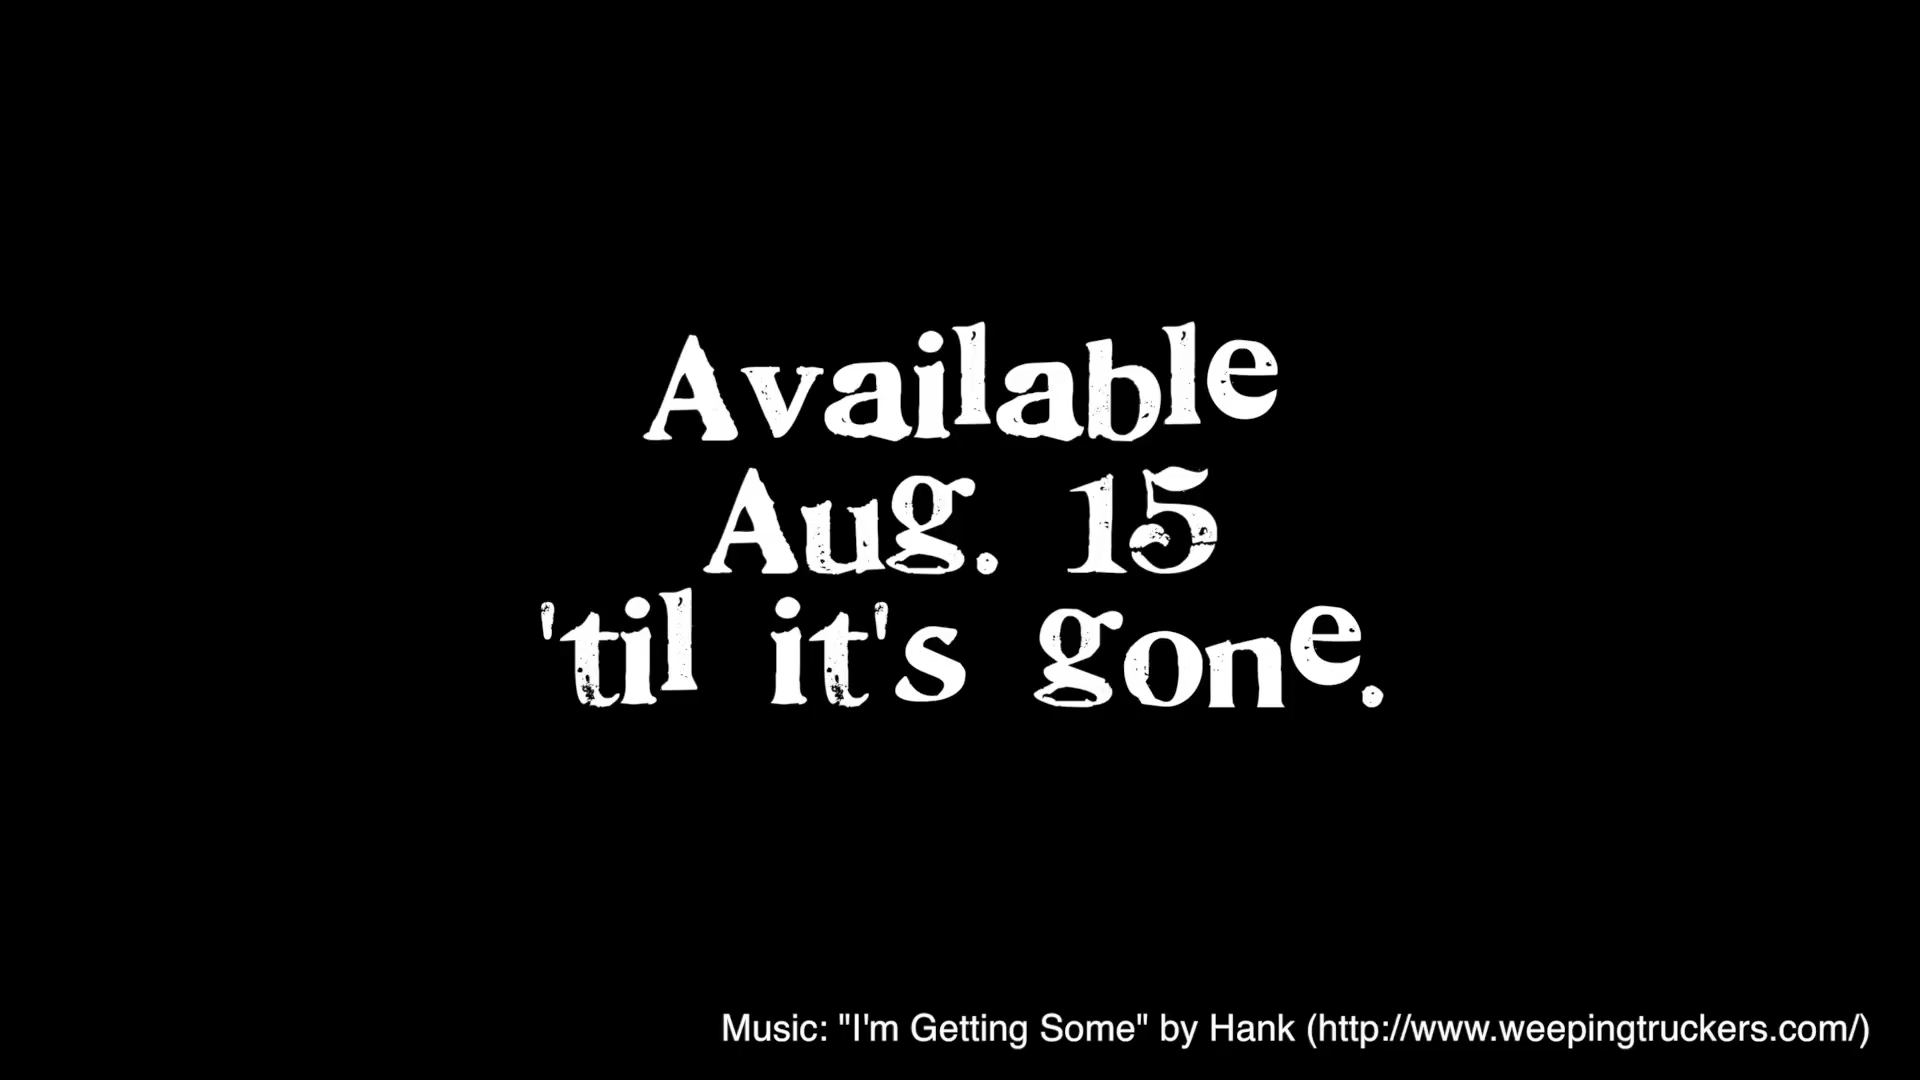 Available
Aug. 15
'til it's gone.
Music: "I'm Getting Some" by Hank (http://www.weepingtruckers.com/)